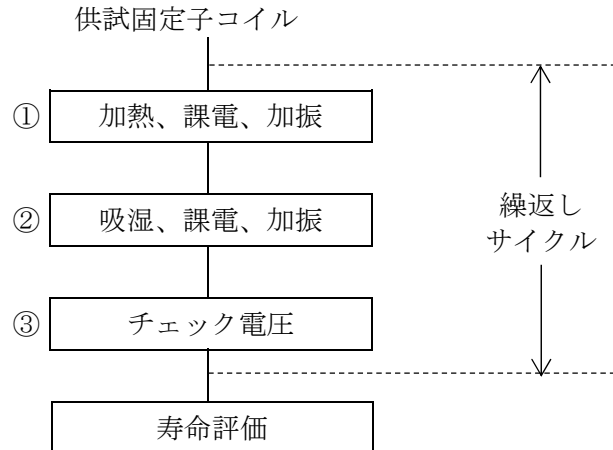 供試固定子コイル
① 加熱、課電、加振
② 吸湿、課電、加振
繰返し
サイクル
③ チェック電圧
寿命評価